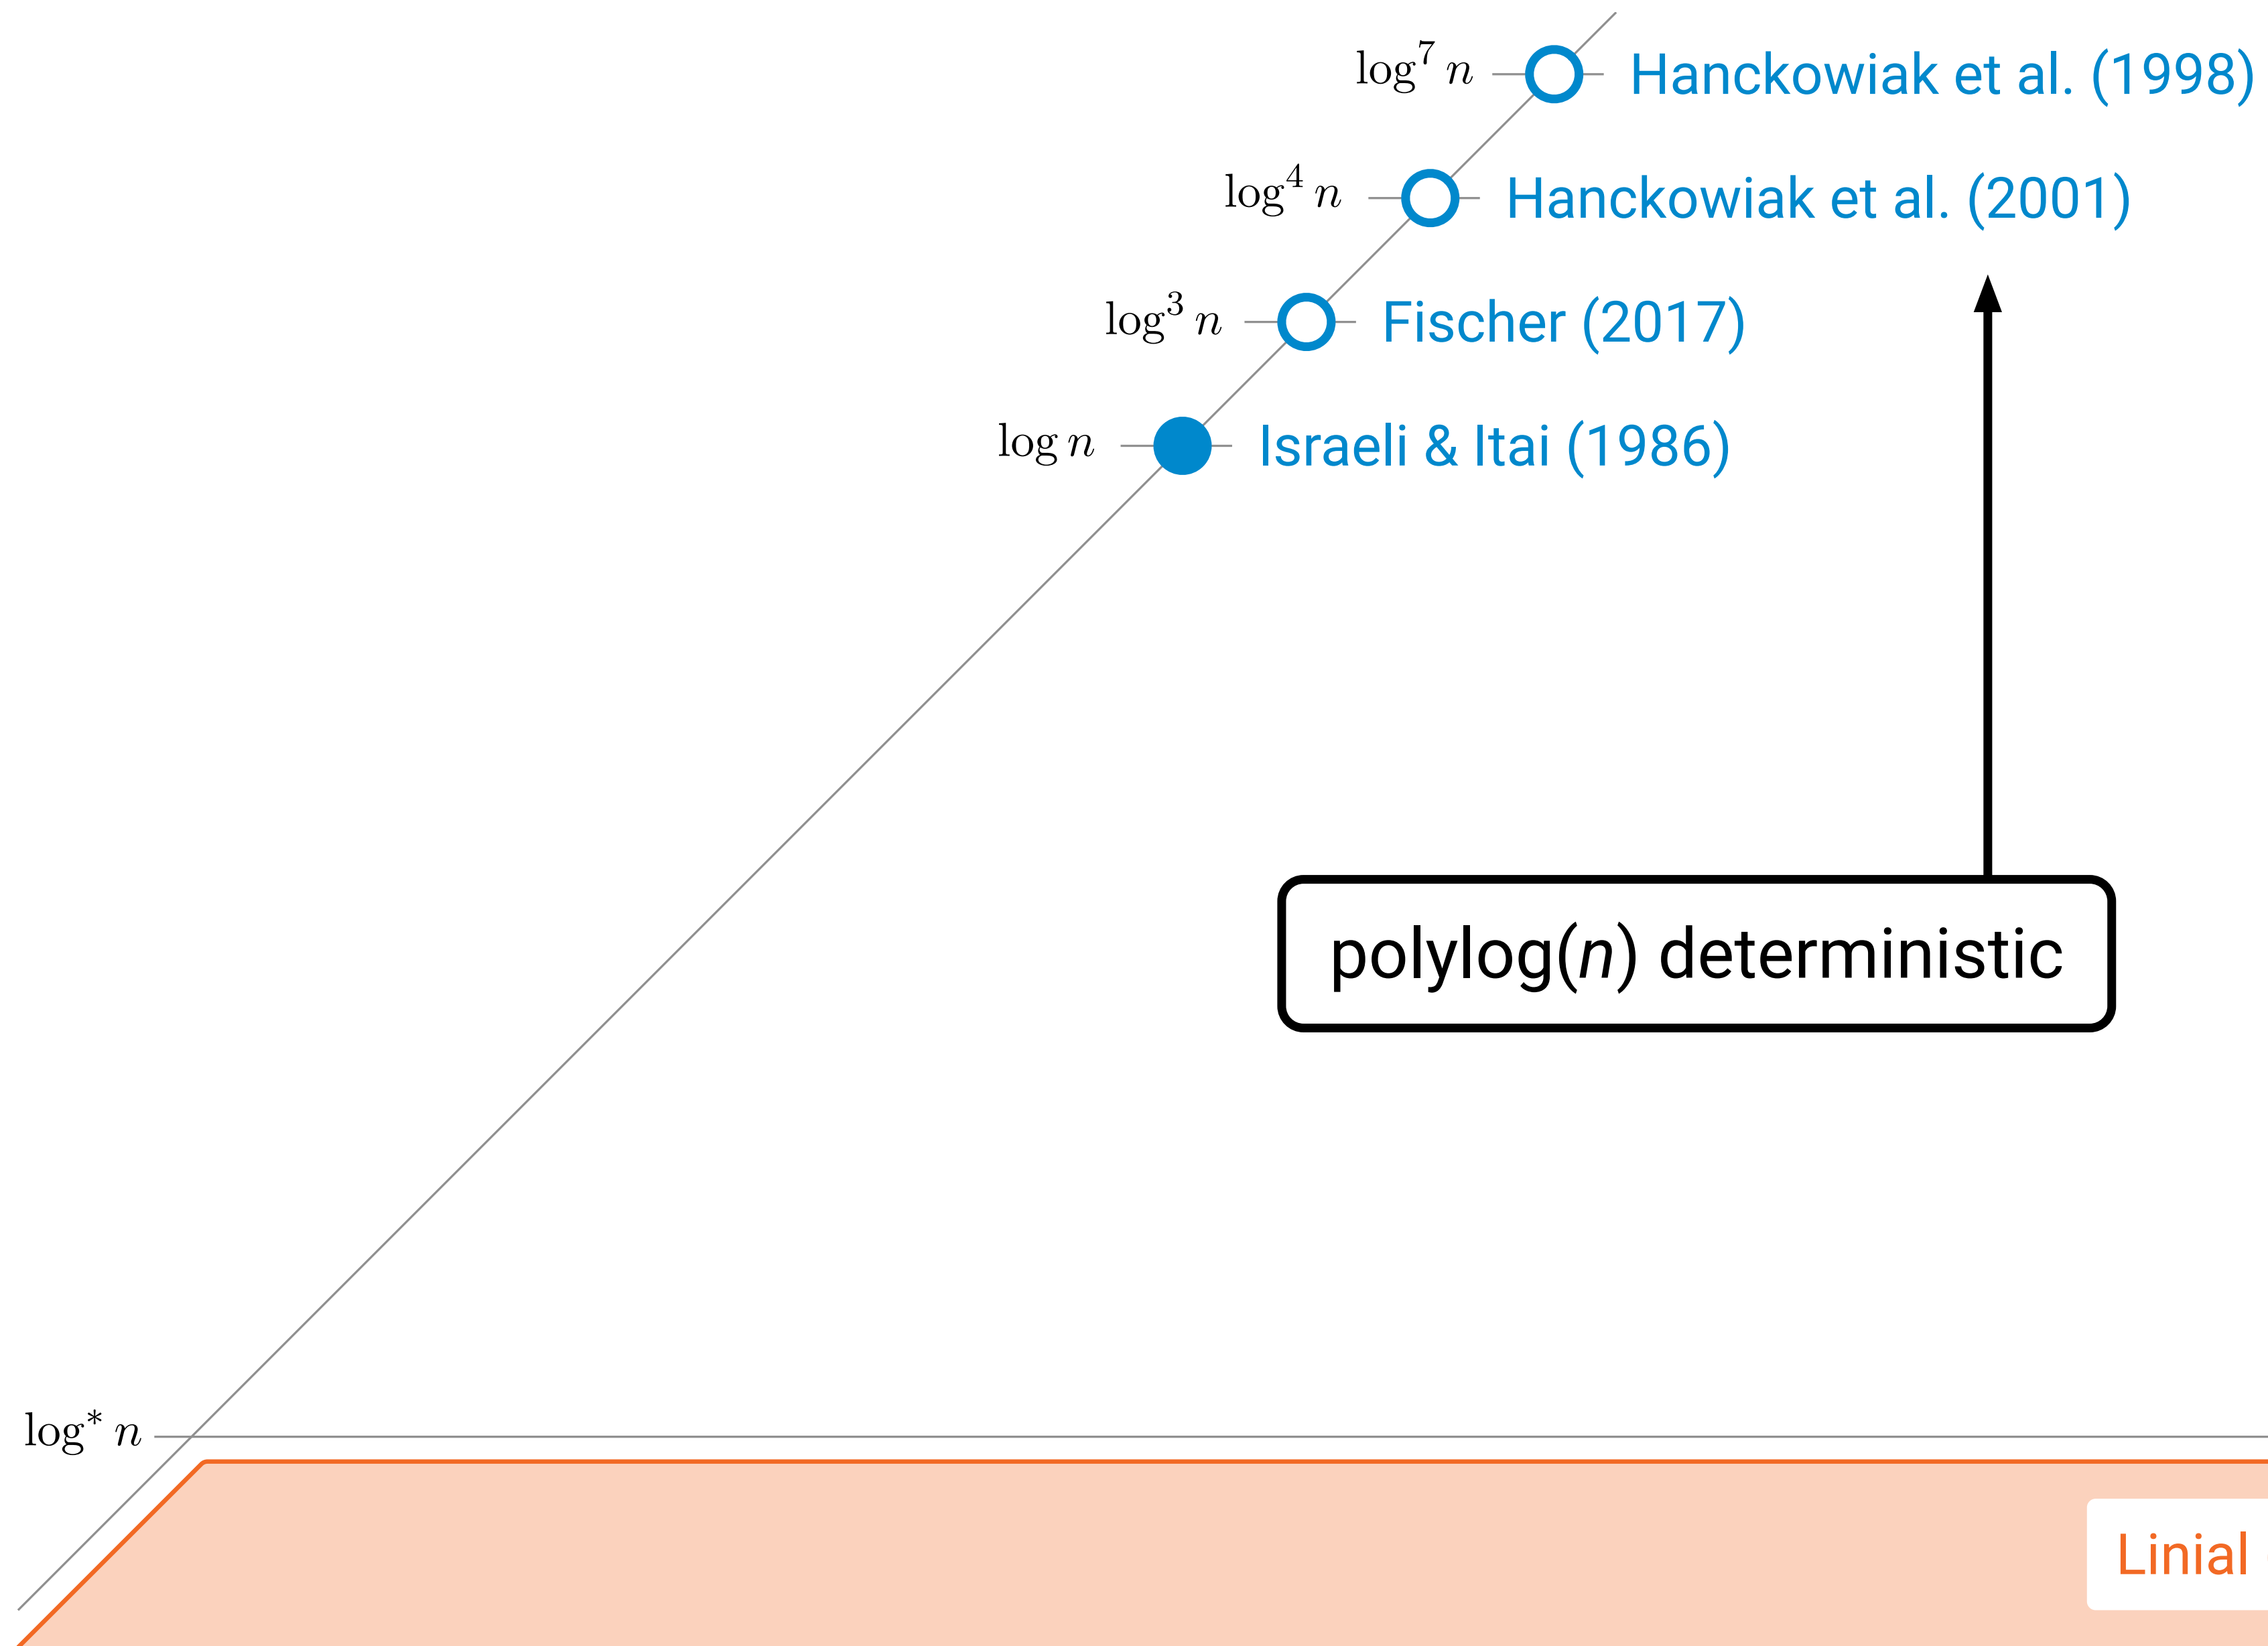 log⁷ n Hanckowiak et al. (1998)
log⁴ n Hanckowiak et al. (2001)
log³ n Fischer (2017)
log n Israeli & Itai (1986)
polylog(n) deterministic
log* n
Linial